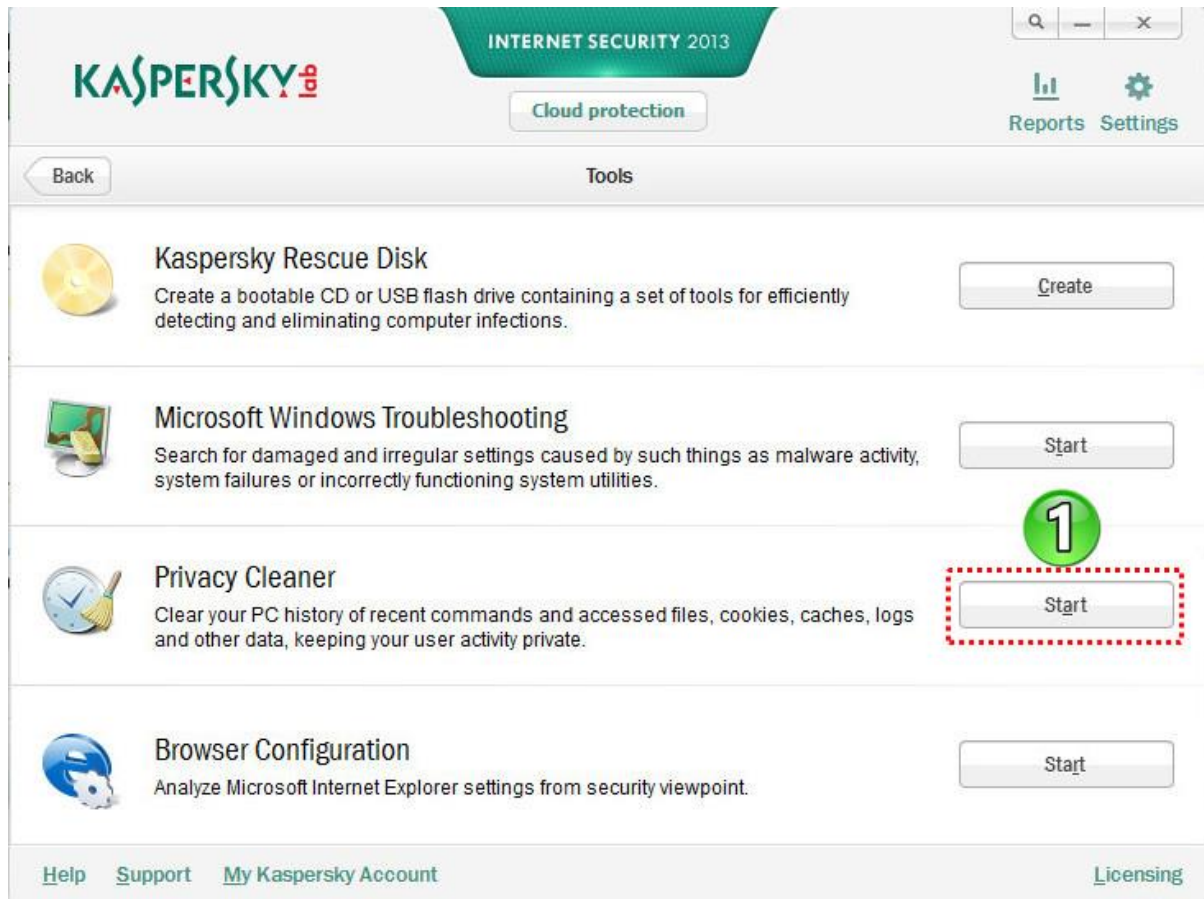 INTERNET SECURITY 2013
KASPERSKY lab
Cloud protection
Reports Settings
Back
Tools
Kaspersky Rescue Disk
Create a bootable CD or USB flash drive containing a set of tools for efficiently
detecting and eliminating computer infections.
Create
Microsoft Windows Troubleshooting
Search for damaged and irregular settings caused by such things as malware activity,
system failures or incorrectly functioning system utilities.
Start
1
Privacy Cleaner
Clear your PC history of recent commands and accessed files, cookies, caches, logs
and other data, keeping your user activity private.
Start
Browser Configuration
Analyze Microsoft Internet Explorer settings from security viewpoint.
Start
Help Support My Kaspersky Account Licensing